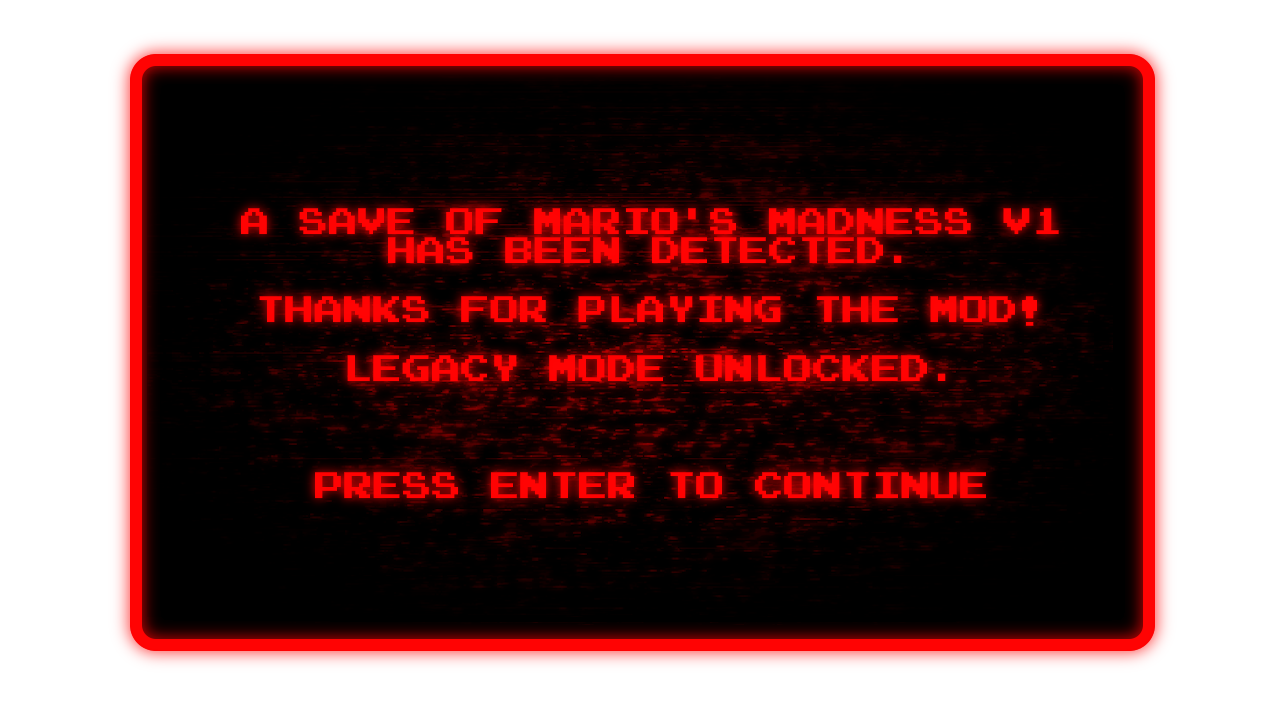 A SAVE OF MARIO'S MADNESS V1
HAS BEEN DETECTED.
THANKS FOR PLAYING THE MOD!
LEGACY MODE UNLOCKED.
PRESS ENTER TO CONTINUE